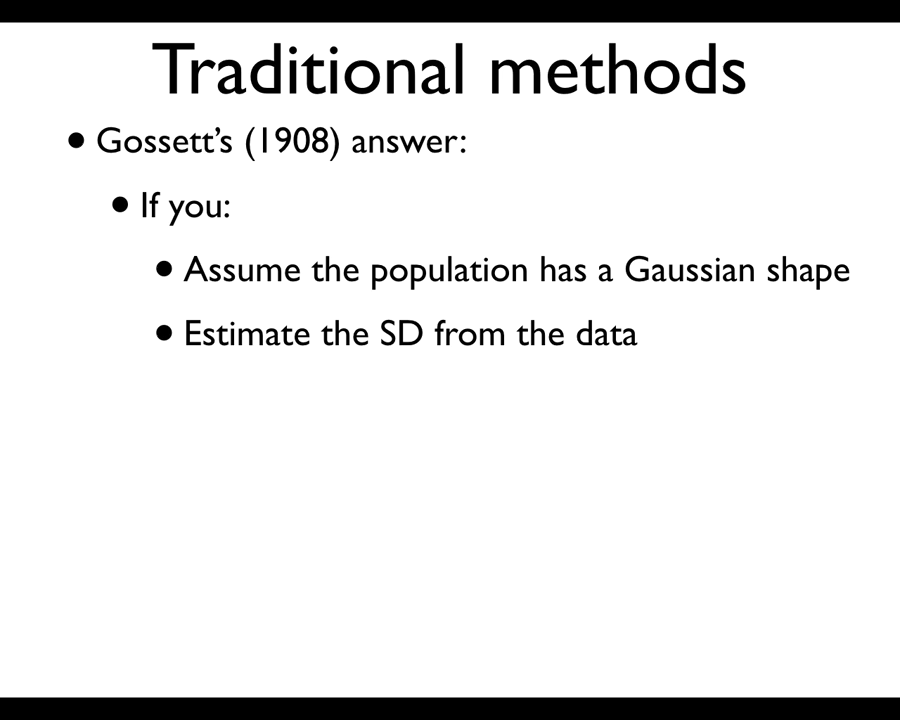 Traditional methods
• Gossett’s (1908) answer:
• If you:
• Assume the population has a Gaussian shape
• Estimate the SD from the data